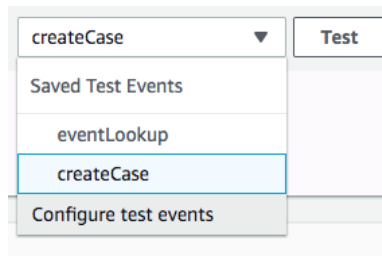 createCase
Test
Saved Test Events
eventLookup
createCase
Configure test events